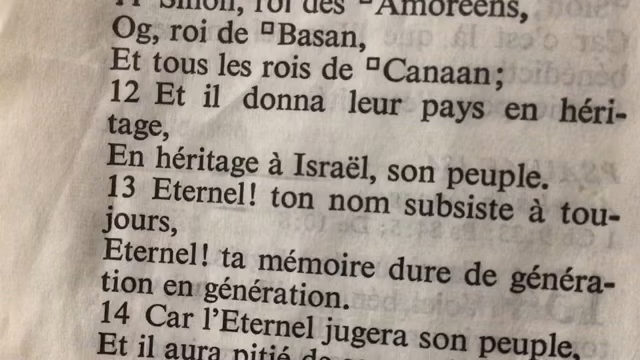 11 Sihon, roi des ¤Amoréens,
Og, roi de ¤Basan,
Et tous les rois de ¤Canaan;
12 Et il donna leur pays en héri-
tage,
En héritage à Israël, son peuple.
13 Eternel! ton nom subsiste à tou-
jours,
Eternel! ta mémoire dure de généra-
tion en génération.
14 Car l'Eternel jugera son peuple,
Et il aura pitié de